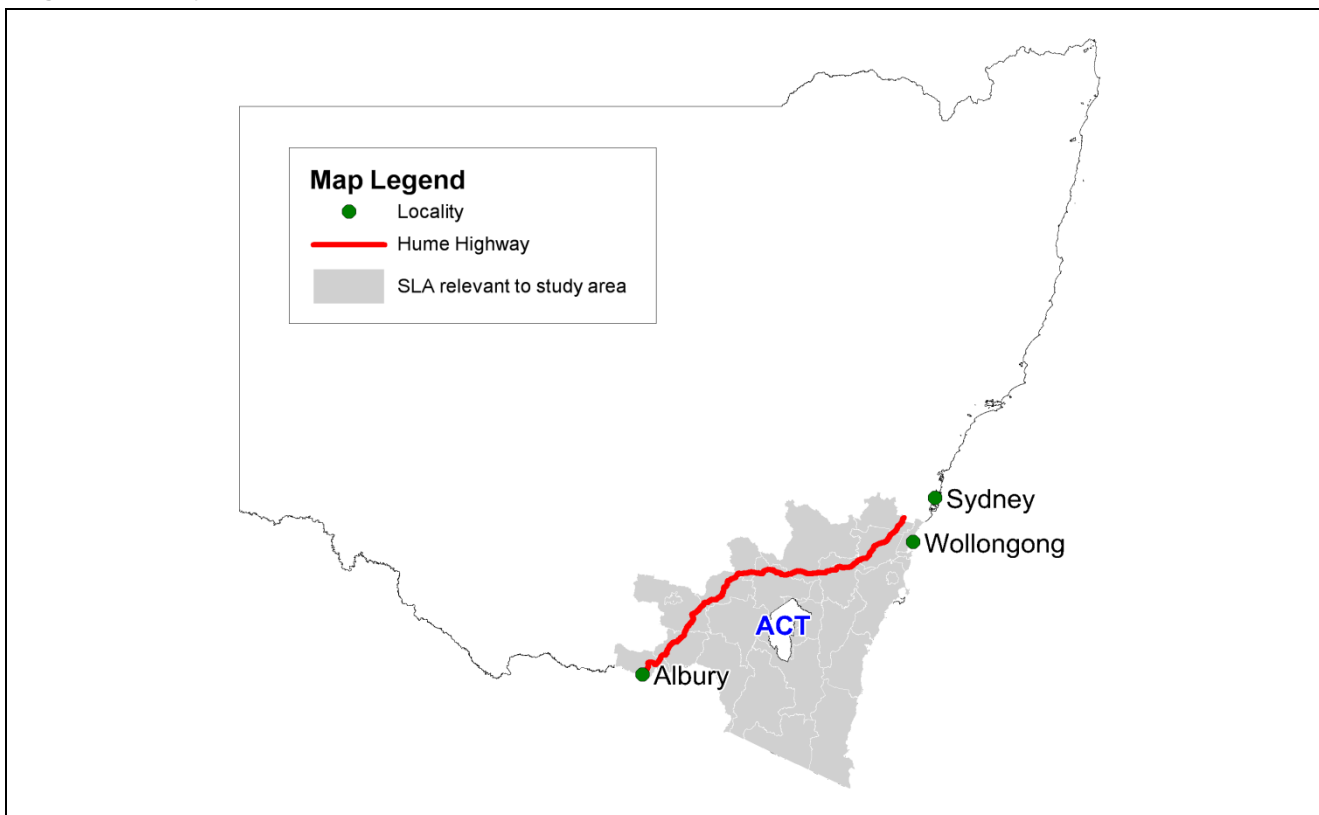 Map Legend
Locality
Hume Highway
SLA relevant to study area
Sydney
Wollongong
ACT
Albury